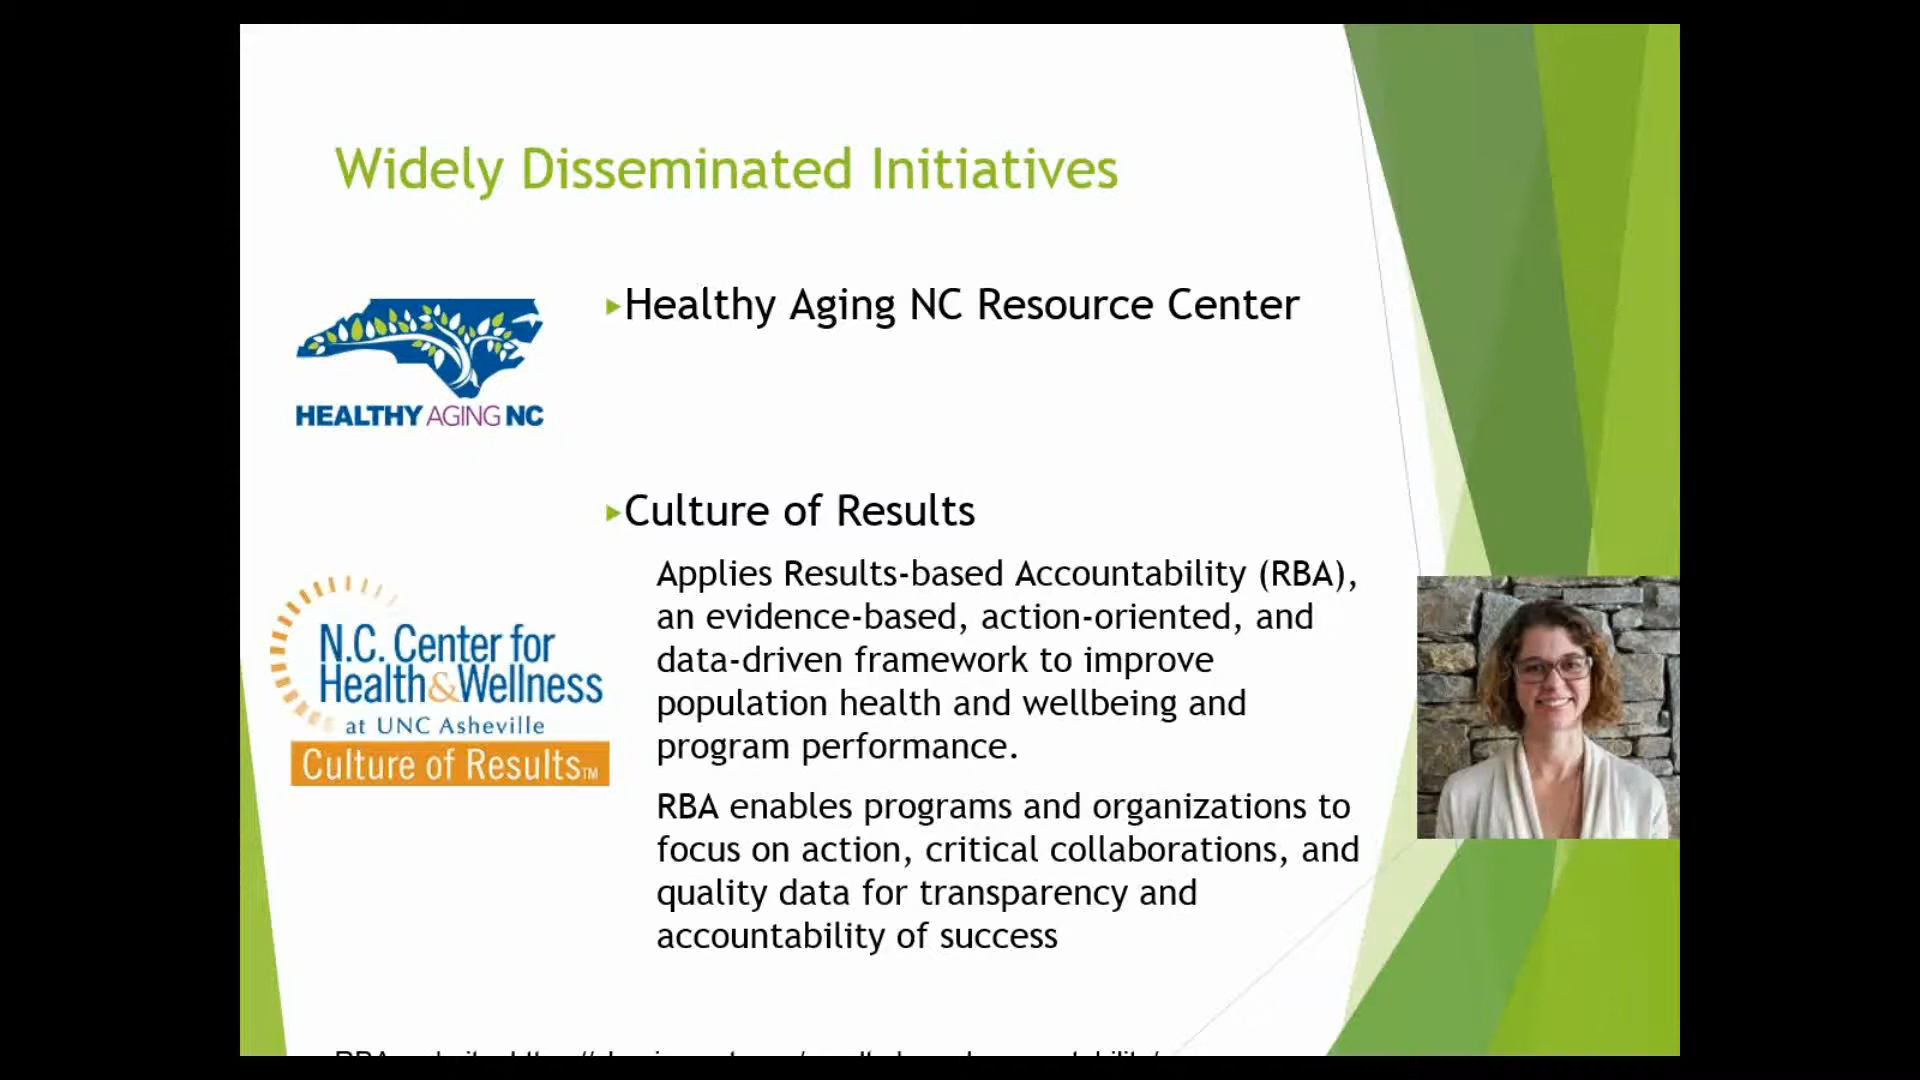 Widely Disseminated Initiatives
Healthy Aging NC Resource Center
HEALTHY AGING NC
Culture of Results
Applies Results-based Accountability (RBA),
an evidence-based, action-oriented, and
data-driven framework to improve
population health and wellbeing and
program performance.
RBA enables programs and organizations to
focus on action, critical collaborations, and
quality data for transparency and
accountability of success
N.C. Center for
Health&Wellness
at UNC Asheville
Culture of Results™